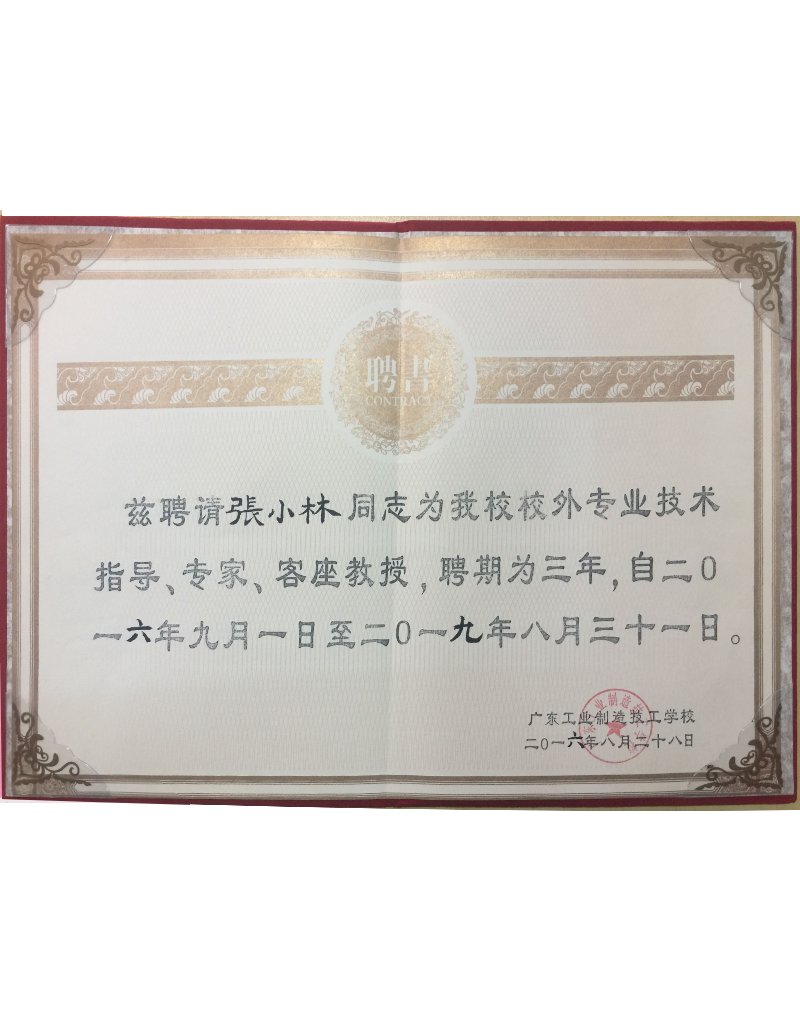 聘书
CONTRACT
兹聘请張小林同志为我校校外专业技术
指导、专家、客座教授，聘期为三年，自二0
一六年九月一日至二0一九年八月三十一日。
广东工业制造技工学校
二0一六年八月二十八日